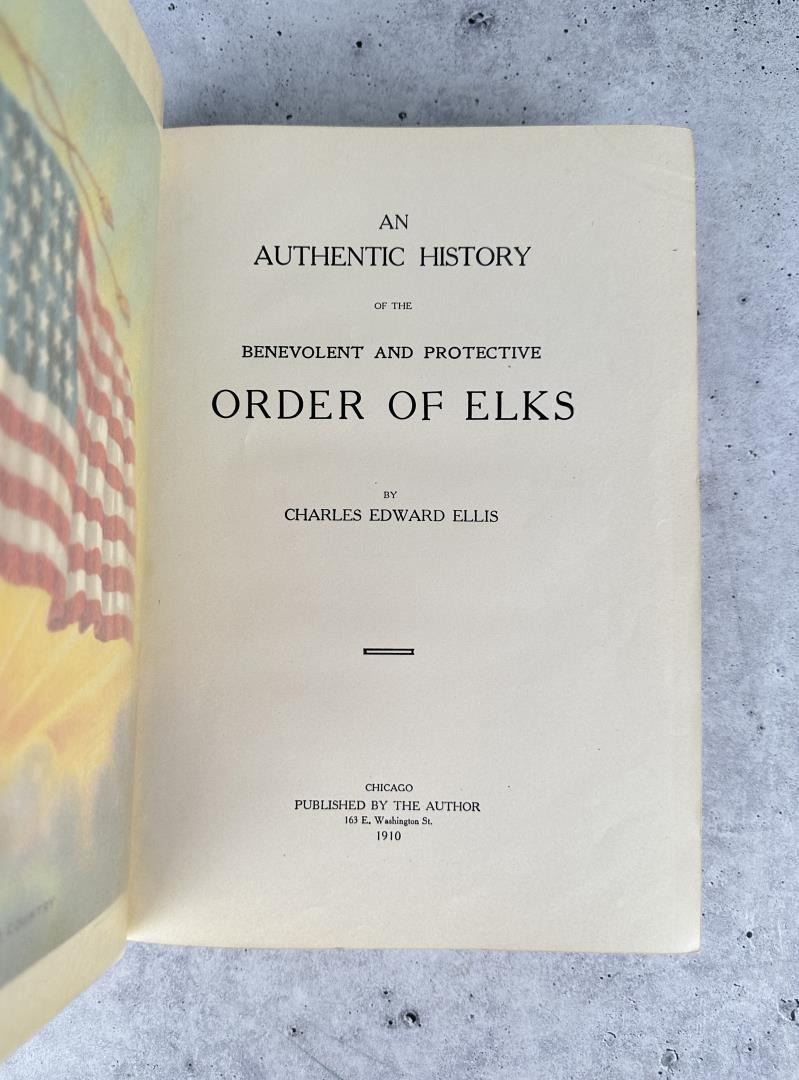 AN
AUTHENTIC HISTORY
OF THE
BENEVOLENT AND PROTECTIVE
ORDER OF ELKS
BY
CHARLES EDWARD ELLIS
CHICAGO
PUBLISHED BY THE AUTHOR
163 E. Washington St.
1910
COUNTRY